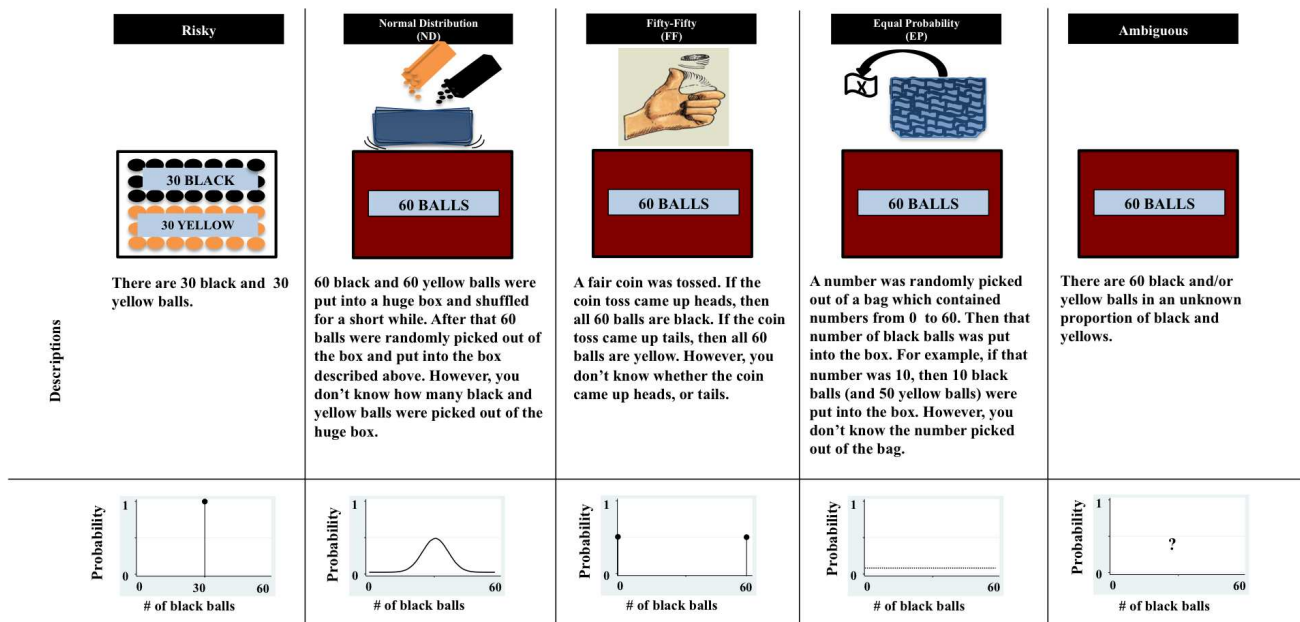 Risky
Normal Distribution
(ND)
Fifty-Fifty
(FF)
Equal Probability
(EP)
Ambiguous
X
30 BLACK
30 YELLOW
60 BALLS
60 BALLS
60 BALLS
60 BALLS
Descriptions
There are 30 black and 30
yellow balls.
60 black and 60 yellow balls were
put into a huge box and shuffled
for a short while. After that 60
balls were randomly picked out of
the box and put into the box
described above. However, you
don't know how many black and
yellow balls were picked out of the
huge box.
A fair coin was tossed. If the
coin toss came up heads, then
all 60 balls are black. If the coin
toss came up tails, then all 60
balls are yellow. However, you
don't know whether the coin
came up heads, or tails.
A number was randomly picked
out of a bag which contained
numbers from 0 to 60. Then that
number of black balls was put
into the box. For example, if that
number was 10, then 10 black
balls (and 50 yellow balls) were
put into the box. However, you
don't know the number picked
out of the bag.
There are 60 black and/or
yellow balls in an unknown
proportion of black and
yellows.
Probability
1
0
0
30
60
# of black balls
Probability
1
0
0
60
# of black balls
Probability
1
0
0
60
# of black balls
Probability
1
0
0
60
# of black balls
Probability
1
?
0
0
60
# of black balls